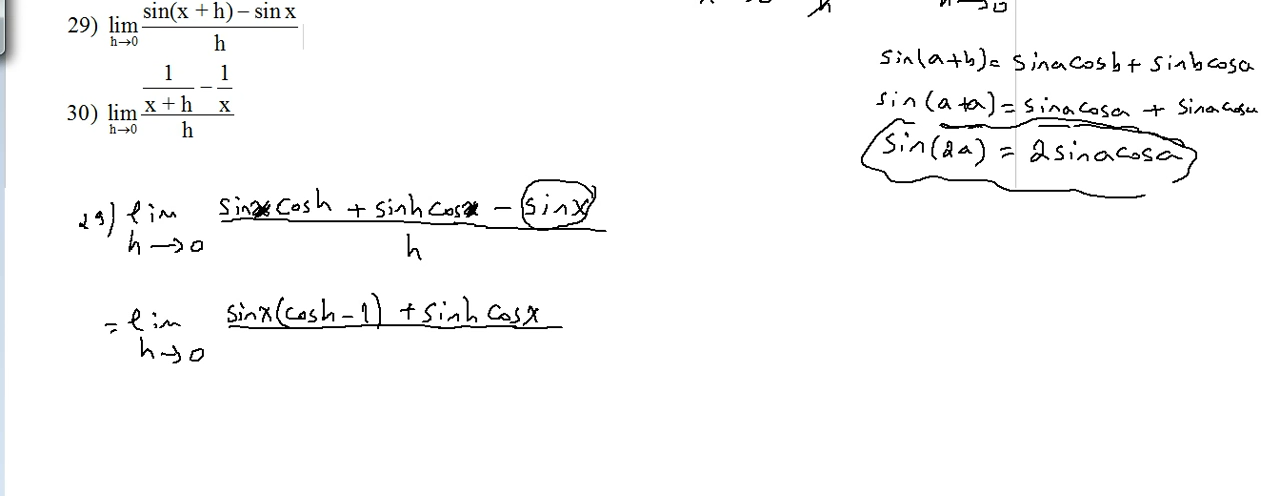 29) lim h→0 (sin(x + h) – sin x) / h
30) lim h→0 (1/(x + h) – 1/x) / h
sin(a+b)= sinacosb + sinbcosa
sin(a+a)=sinacosa + sinacosa
sin(2a) = 2sinacosa
29) lim h→0 (sinx cosh + sinh cosx – sinx) / h
= lim h→0 sinx(cosh – 1) + sinh cosx